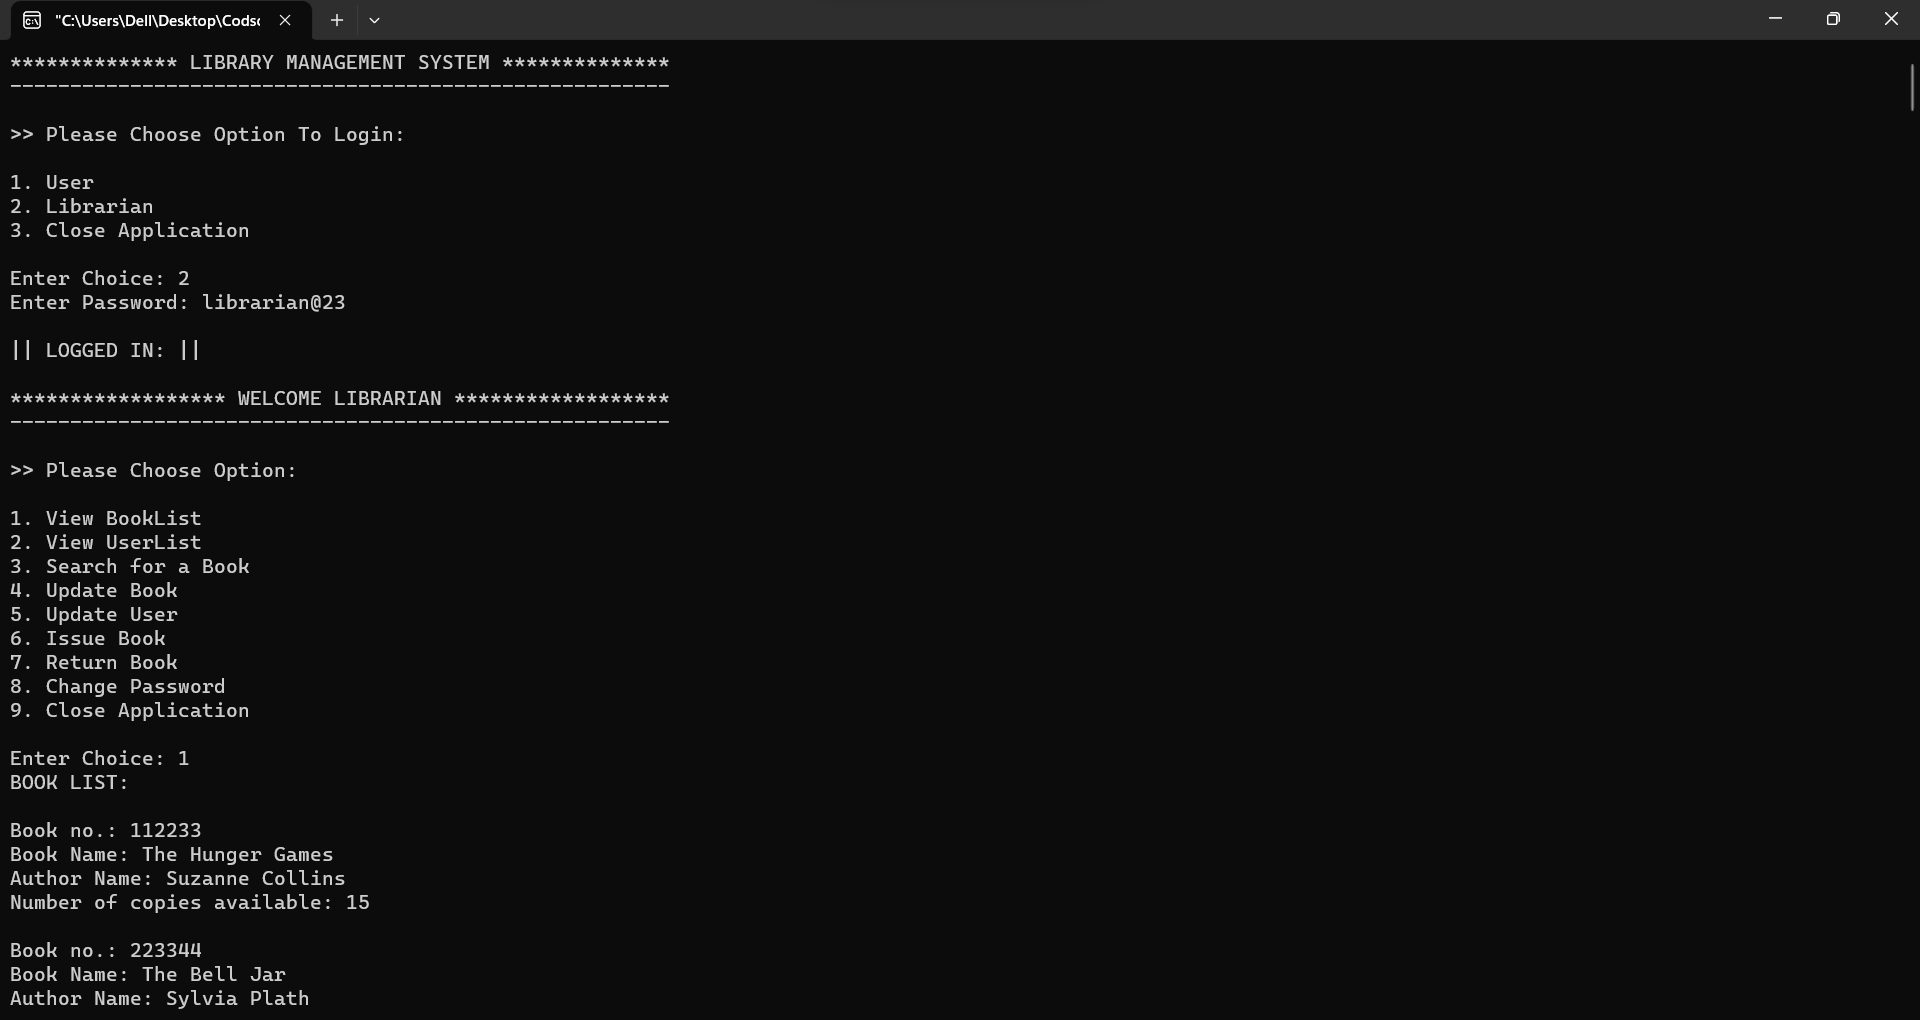 "C:\Users\Dell\Desktop\Codso
************** LIBRARY MANAGEMENT SYSTEM **************
-------------------------------------------------------
>> Please Choose Option To Login:
1. User
2. Librarian
3. Close Application
Enter Choice: 2
Enter Password: librarian@23
|| LOGGED IN: ||
****************** WELCOME LIBRARIAN ******************
-------------------------------------------------------
>> Please Choose Option:
1. View BookList
2. View UserList
3. Search for a Book
4. Update Book
5. Update User
6. Issue Book
7. Return Book
8. Change Password
9. Close Application
Enter Choice: 1
BOOK LIST:
Book no.: 112233
Book Name: The Hunger Games
Author Name: Suzanne Collins
Number of copies available: 15
Book no.: 223344
Book Name: The Bell Jar
Author Name: Sylvia Plath